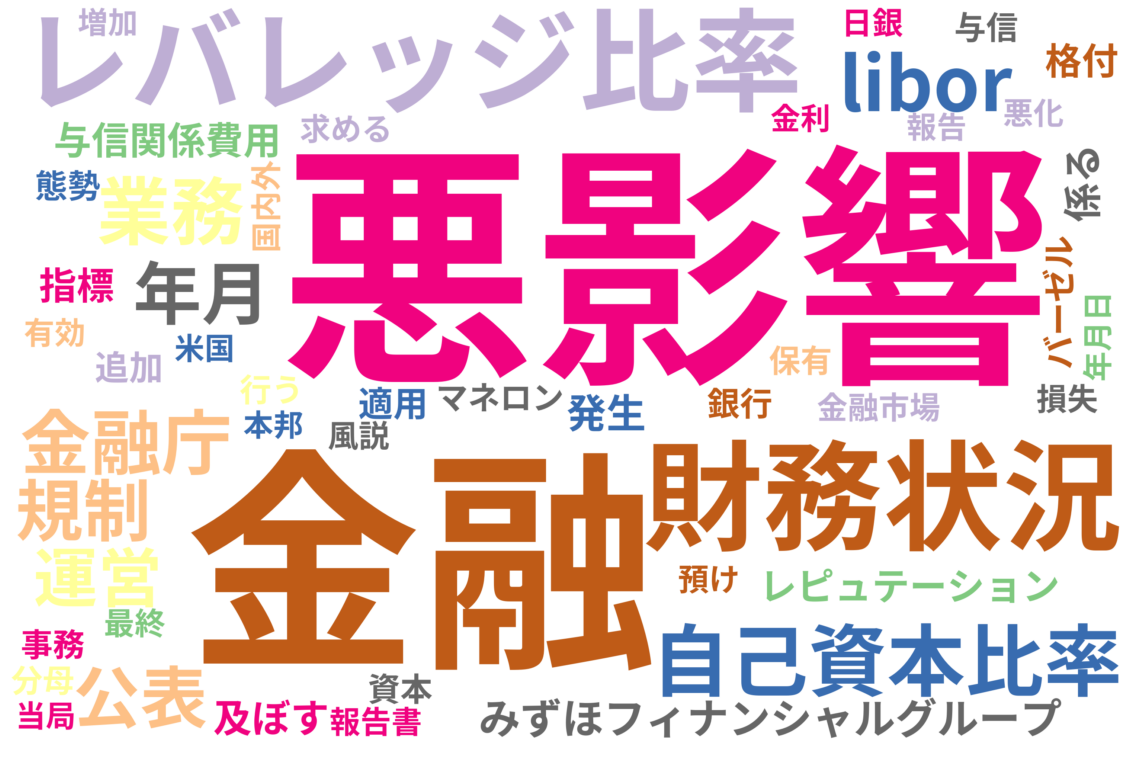 増加
レバレッジ比率
日銀
与信
libor
格付
金利
報告
悪化
与信関係費用
求める
態勢
業務
国内外
悪影響
係る
指標
年月
バーゼル
年月日
有効
米国
追加
保有
行う
本邦
適用
マネロン
発生
銀行
金融市場
損失
風説
金融庁
規制
金融
財務状況
運営
預け
レピュテーション
最終
事務
自己資本比率
分母
公表
資本
当局
及ぼす
報告書
みずほフィナンシャルグループ